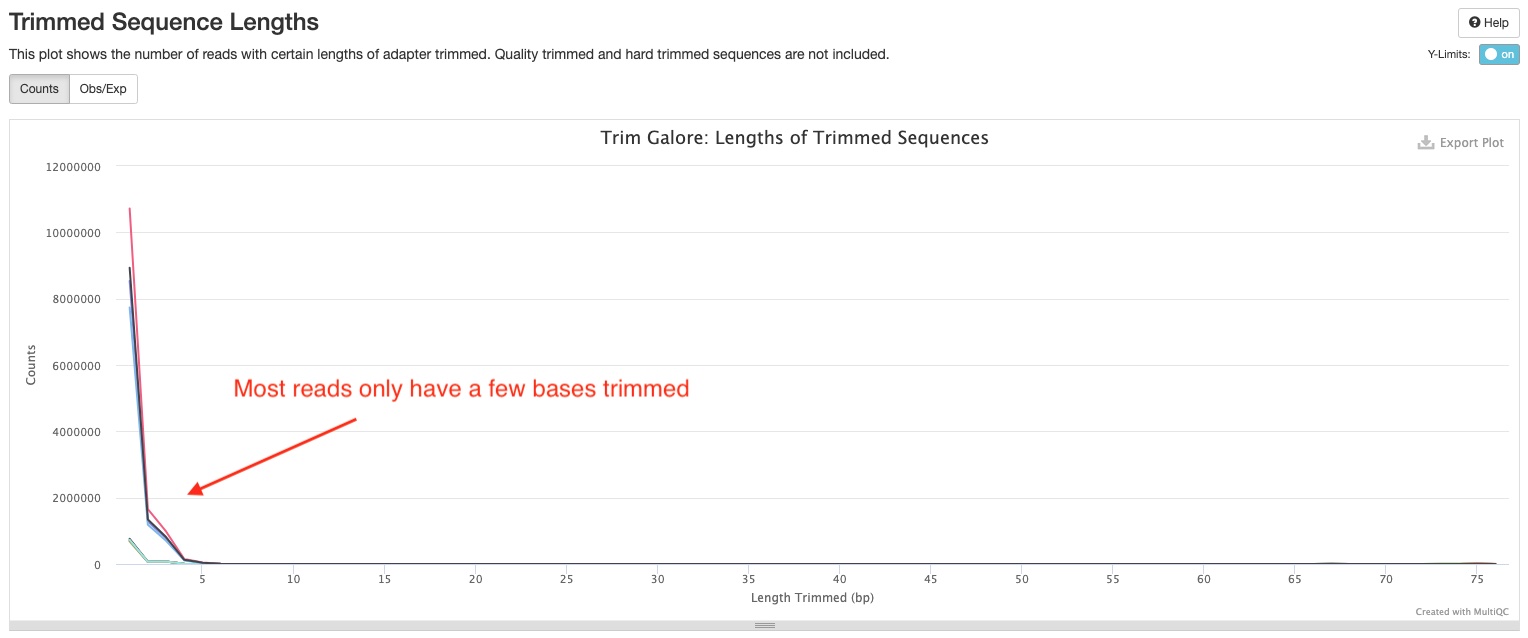 Trimmed Sequence Lengths
Help
This plot shows the number of reads with certain lengths of adapter trimmed. Quality trimmed and hard trimmed sequences are not included.
Y-Limits: on
Counts Obs/Exp
Trim Galore: Lengths of Trimmed Sequences
Export Plot
12000000
10000000
8000000
6000000
4000000
2000000
0
Counts
Most reads only have a few bases trimmed
5 10 15 20 25 30 35 40 45 50 55 60 65 70 75
Length Trimmed (bp)
Created with MultiQC